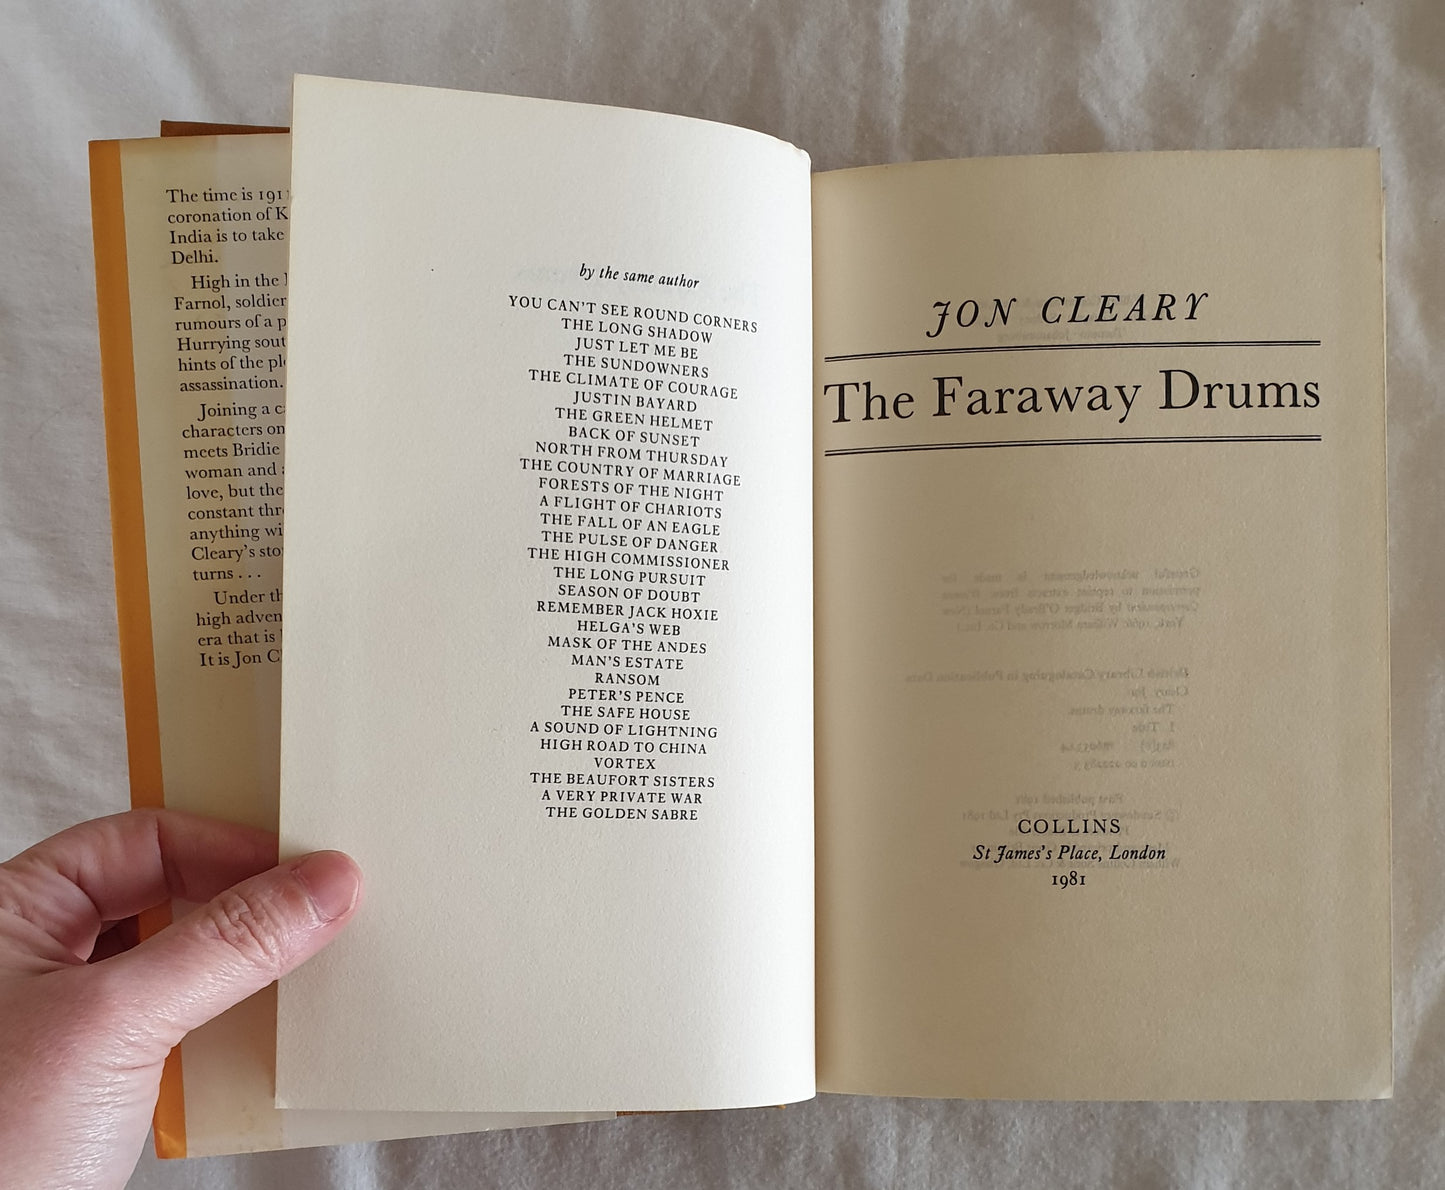 The time is 1911
coronation of K
India is to take
Delhi.
High in the
Farnol, soldier
rumours of a p
Hurrying sout
hints of the pl
assassination.
Joining a c
characters on
meets Bridie
woman and
love, but the
constant thr
anything wi
Cleary's sto
turns . . .
Under th
high adven
era that is
It is Jon C
by the same author
YOU CAN'T SEE ROUND CORNERS
THE LONG SHADOW
JUST LET ME BE
THE SUNDOWNERS
THE CLIMATE OF COURAGE
JUSTIN BAYARD
THE GREEN HELMET
BACK OF SUNSET
NORTH FROM THURSDAY
THE COUNTRY OF MARRIAGE
FORESTS OF THE NIGHT
A FLIGHT OF CHARIOTS
THE FALL OF AN EAGLE
THE PULSE OF DANGER
THE HIGH COMMISSIONER
THE LONG PURSUIT
SEASON OF DOUBT
REMEMBER JACK HOXIE
HELGA'S WEB
MASK OF THE ANDES
MAN'S ESTATE
RANSOM
PETER'S PENCE
THE SAFE HOUSE
A SOUND OF LIGHTNING
HIGH ROAD TO CHINA
VORTEX
THE BEAUFORT SISTERS
A VERY PRIVATE WAR
THE GOLDEN SABRE
JON CLEARY
The Faraway Drums
COLLINS
St James's Place, London
1981